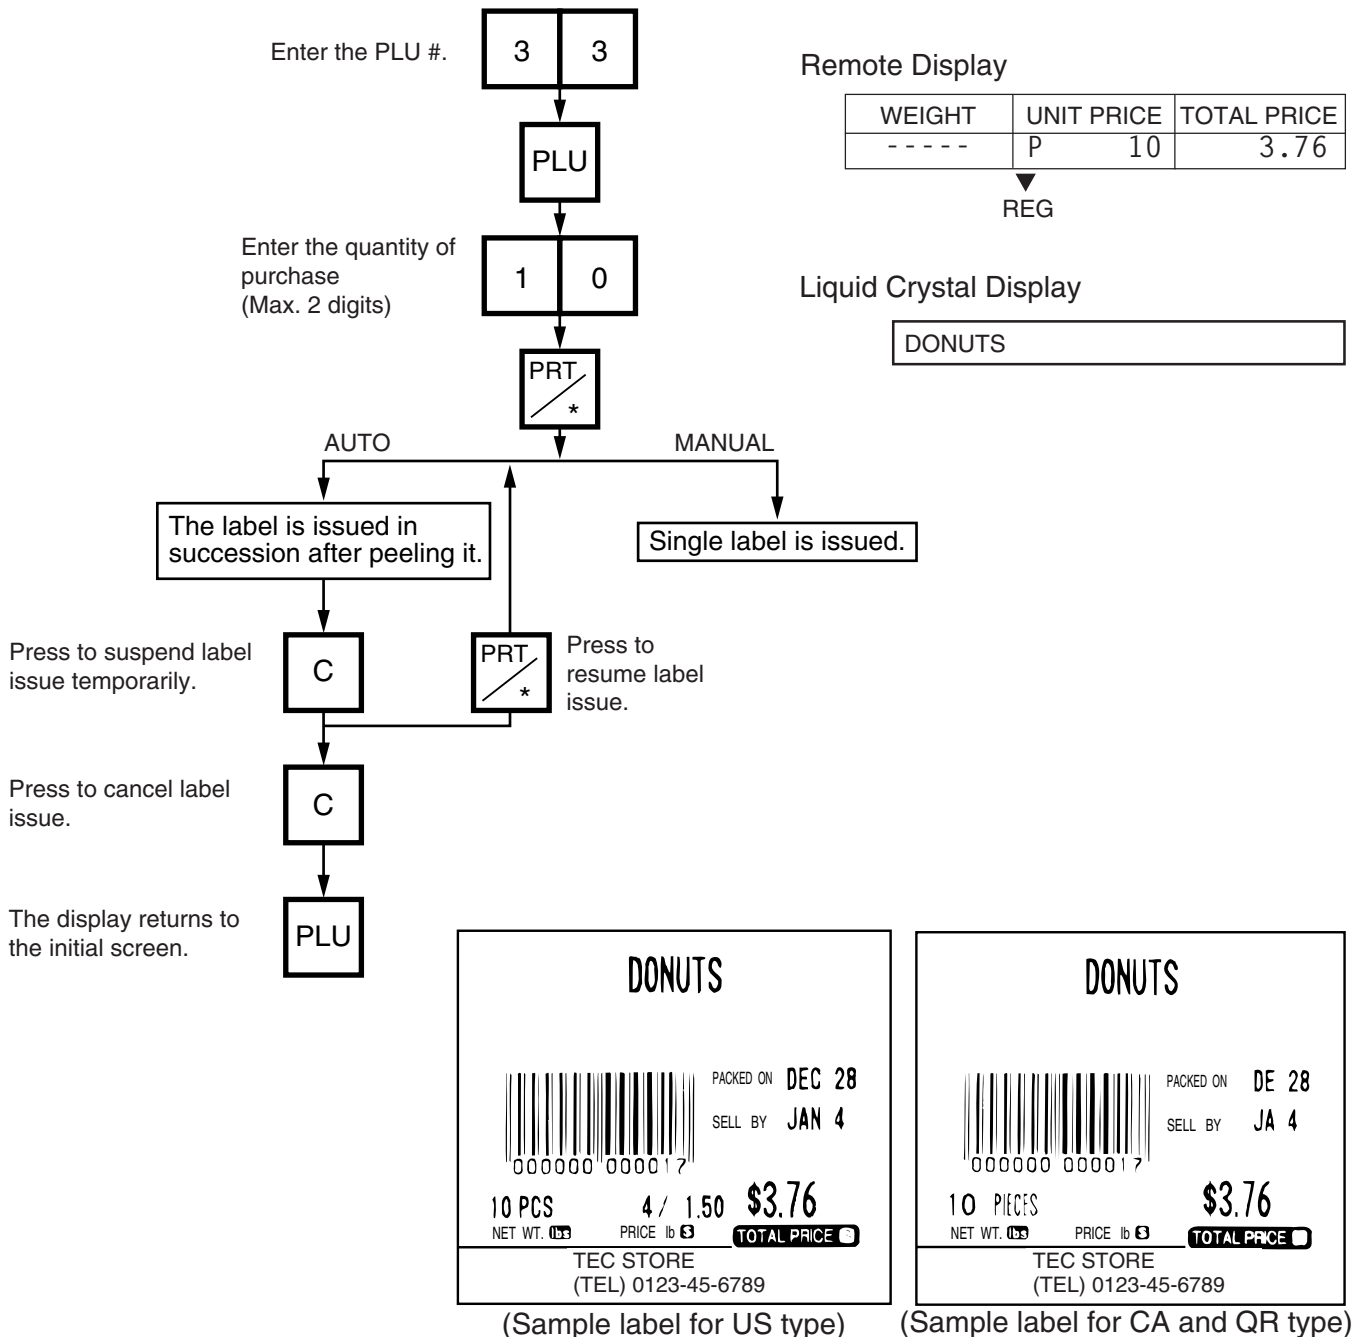 Enter the PLU #.
3 3
PLU
Enter the quantity of
purchase
(Max. 2 digits)
1 0
PRT
*
AUTO
MANUAL
The label is issued in
succession after peeling it.
Single label is issued.
Press to suspend label
issue temporarily.
C
PRT
*
Press to
resume label
issue.
Press to cancel label
issue.
C
The display returns to
the initial screen.
PLU
Remote Display
WEIGHT UNIT PRICE TOTAL PRICE
- - - - - P 10 3.76
REG
Liquid Crystal Display
DONUTS
DONUTS
PACKED ON DEC 28
SELL BY JAN 4
000000 000017
10 PCS 4/ 1.50 $3.76
NET WT. lbs PRICE lb $ TOTAL PRICE
TEC STORE
(TEL) 0123-45-6789
(Sample label for US type)
DONUTS
PACKED ON DE 28
SELL BY JA 4
000000 000017
10 PIECES $3.76
NET WT. lbs PRICE lb $ TOTAL PRICE
TEC STORE
(TEL) 0123-45-6789
(Sample label for CA and QR type)